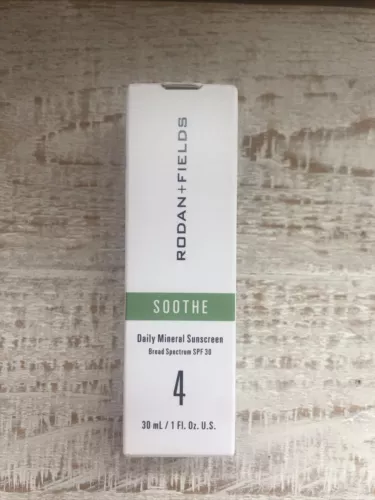 RODAN+FIELDS
SOOTHE
Daily Mineral Sunscreen
Broad Spectrum SPF 30
4
30 mL / 1 Fl. Oz. U.S.